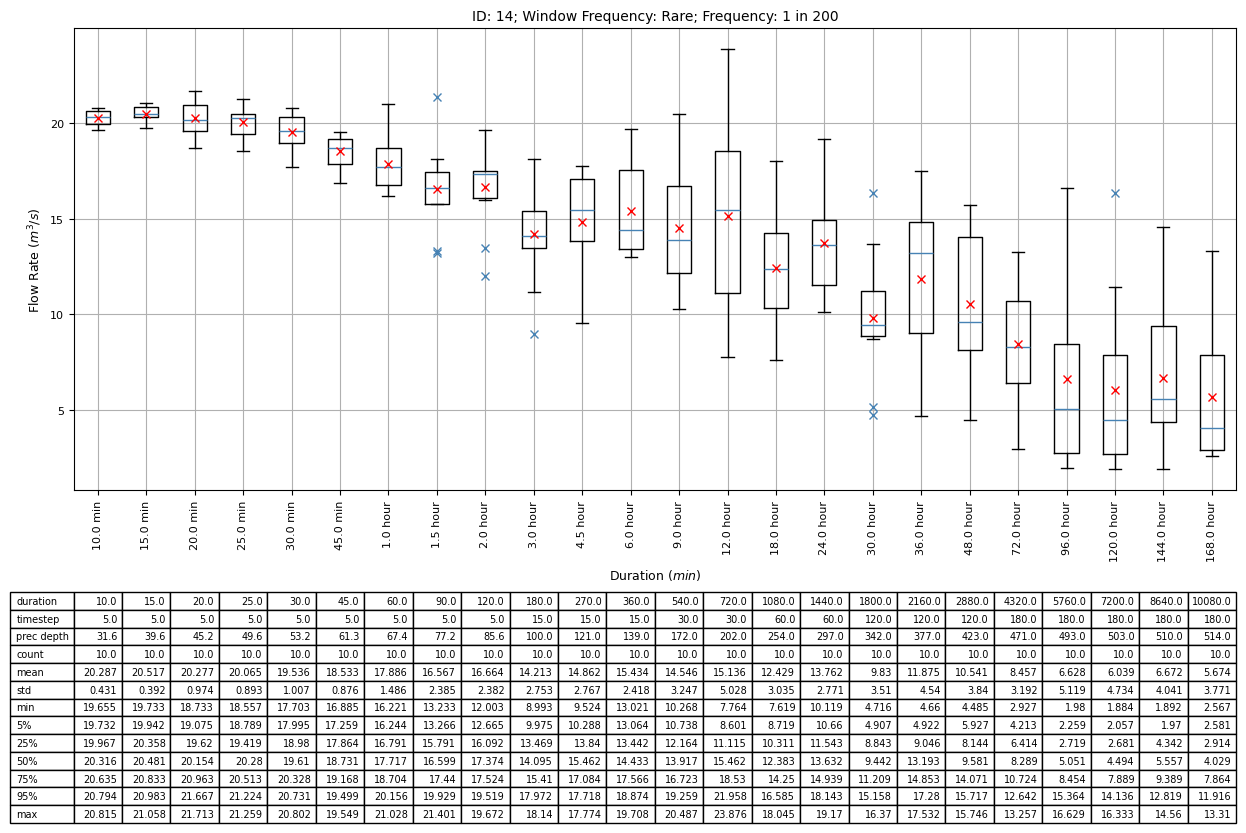 ID: 14; Window Frequency: Rare; Frequency: 1 in 200
Flow Rate (m³/s)
20
15
10
5
10.0 min 15.0 min 20.0 min 25.0 min 30.0 min 45.0 min 1.0 hour 1.5 hour 2.0 hour 3.0 hour 4.5 hour 6.0 hour 9.0 hour 12.0 hour 18.0 hour 24.0 hour 30.0 hour 36.0 hour 48.0 hour 72.0 hour 96.0 hour 120.0 hour 144.0 hour 168.0 hour
Duration (min)
duration 10.0 15.0 20.0 25.0 30.0 45.0 60.0 90.0 120.0 180.0 270.0 360.0 540.0 720.0 1080.0 1440.0 1800.0 2160.0 2880.0 4320.0 5760.0 7200.0 8640.0 10080.0
timestep 5.0 5.0 5.0 5.0 5.0 5.0 5.0 5.0 5.0 15.0 15.0 15.0 30.0 30.0 60.0 60.0 120.0 120.0 120.0 180.0 180.0 180.0 180.0 180.0
prec depth 31.6 39.6 45.2 49.6 53.2 61.3 67.4 77.2 85.6 100.0 121.0 139.0 172.0 202.0 254.0 297.0 342.0 377.0 423.0 471.0 493.0 503.0 510.0 514.0
count 10.0 10.0 10.0 10.0 10.0 10.0 10.0 10.0 10.0 10.0 10.0 10.0 10.0 10.0 10.0 10.0 10.0 10.0 10.0 10.0 10.0 10.0 10.0 10.0
mean 20.287 20.517 20.277 20.065 19.536 18.533 17.886 16.567 16.664 14.213 14.862 15.434 14.546 15.136 12.429 13.762 9.83 11.875 10.541 8.457 6.628 6.039 6.672 5.674
std 0.431 0.392 0.974 0.893 1.007 0.876 1.486 2.385 2.382 2.753 2.767 2.418 3.247 5.028 3.035 2.771 3.51 4.54 3.84 3.192 5.119 4.734 4.041 3.771
min 19.655 19.733 18.733 18.557 17.703 16.885 16.221 13.233 12.003 8.993 9.524 13.021 10.268 7.764 7.619 10.119 4.716 4.66 4.485 2.927 1.98 1.884 1.892 2.567
5% 19.732 19.942 19.075 18.789 17.995 17.259 16.244 13.266 12.665 9.975 10.288 13.064 10.738 8.601 8.719 10.66 4.907 4.922 5.927 4.213 2.259 2.057 1.97 2.581
25% 19.967 20.358 19.62 19.419 18.98 17.864 16.791 15.791 16.092 13.469 13.84 13.442 12.164 11.115 10.311 11.543 8.843 9.046 8.144 6.414 2.719 2.681 4.342 2.914
50% 20.316 20.481 20.154 20.28 19.61 18.731 17.717 16.599 17.374 14.095 15.462 14.433 13.917 15.462 12.383 13.632 9.442 13.193 9.581 8.289 5.051 4.494 5.557 4.029
75% 20.635 20.833 20.963 20.513 20.328 19.168 18.704 17.44 17.524 15.41 17.084 17.566 16.723 18.53 14.25 14.939 11.209 14.853 14.071 10.724 8.454 7.889 9.389 7.864
95% 20.794 20.983 21.667 21.224 20.731 19.499 20.156 19.929 19.519 17.972 17.718 18.874 19.259 21.958 16.585 18.143 15.158 17.28 15.717 12.642 15.364 14.136 12.819 11.916
max 20.815 21.058 21.713 21.259 20.802 19.549 21.028 21.401 19.672 18.14 17.774 19.708 20.487 23.876 18.045 19.17 16.37 17.532 15.746 13.257 16.629 16.333 14.56 13.31